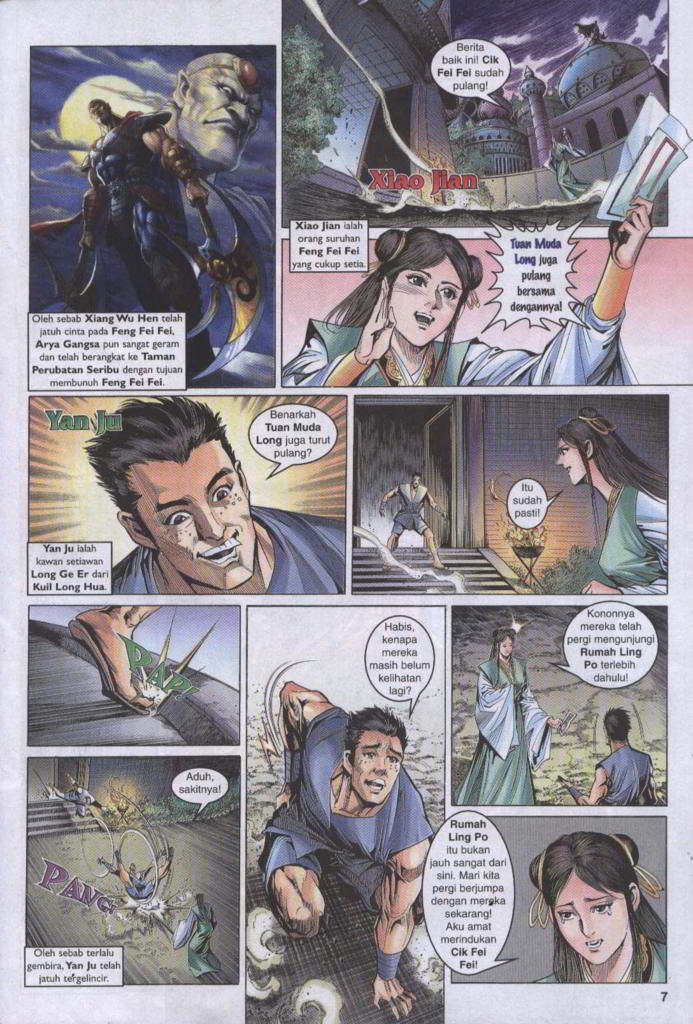 Oleh sebab Xiang Wu Hen telah
jatuh cinta pada Feng Fei Fei,
Arya Gangsa pun sangat geram
dan telah berangkat ke Taman
Perubatan Seribu dengan tujuan
membunuh Feng Fei Fei.
Berita
baik ini! Cik
Fei Fei sudah
pulang!
Xiao Jian
Xiao Jian ialah
orang suruhan
Feng Fei Fei
yang cukup setia.
Tuan Muda
Long juga
pulang
bersama
dengannya!
Yan Ju
Benarkah
Tuan Muda
Long juga turut
pulang?
Yan Ju ialah
kawan setiawan
Long Ge Er dari
Kuil Long Hua.
Itu
sudah
pasti!
PAP!
Aduh,
sakitnya!
PANG
Oleh sebab terlalu
gembira, Yan Ju telah
jatuh tergelincir.
Habis,
kenapa
mereka
masih belum
kelihatan
lagi?
Kononnya
mereka telah
pergi mengunjungi
Rumah Ling
Po terlebih
dahulu!
Rumah
Ling Po
itu bukan
jauh sangat dari
sini. Mari kita
pergi berjumpa
dengan mereka
sekarang!
Aku amat
merindukan
Cik Fei
Fei!
7